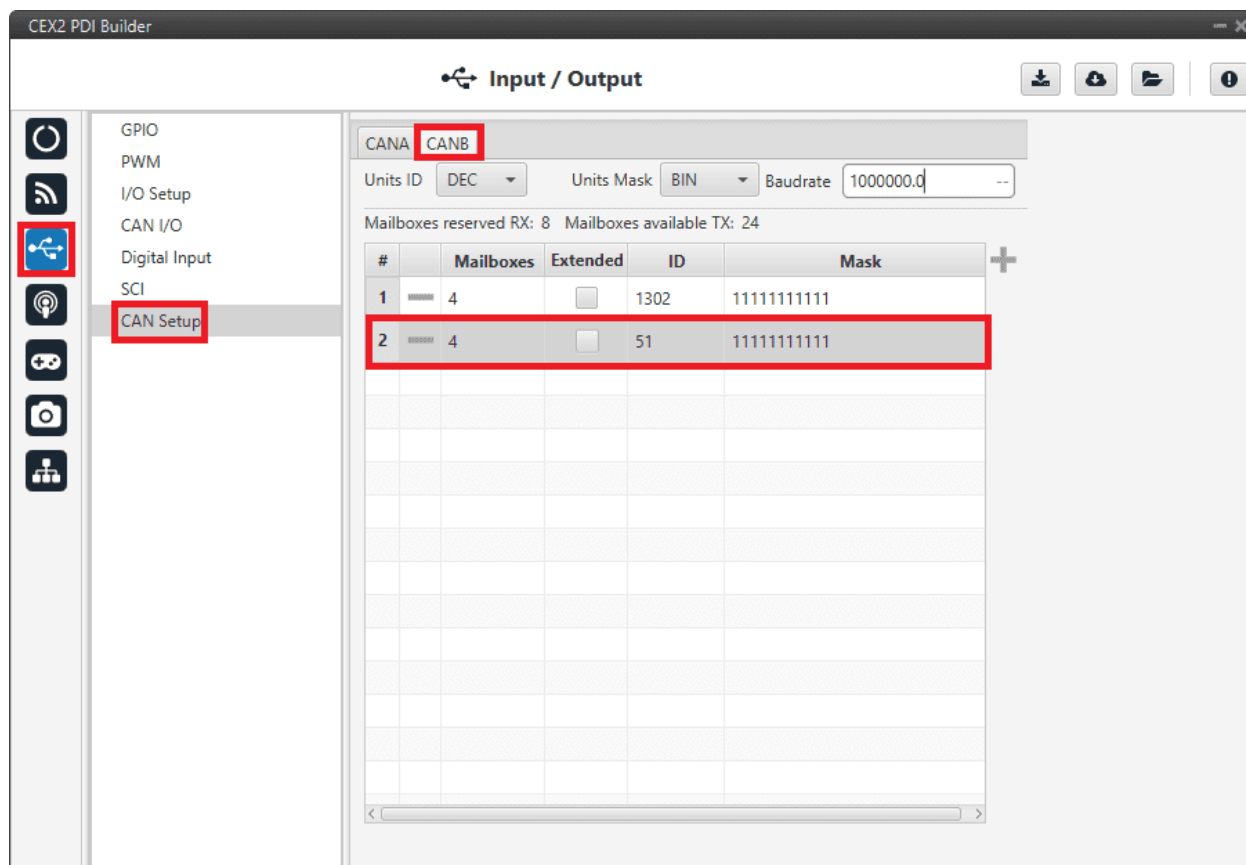 CEX2 PDI Builder
Input / Output
GPIO
PWM
I/O Setup
CAN I/O
Digital Input
SCI
CAN Setup
CANA CANB
Units ID DEC Units Mask BIN Baudrate 1000000.0 --
Mailboxes reserved RX: 8 Mailboxes available TX: 24
# Mailboxes Extended ID Mask
1 4 1302 11111111111
2 4 51 11111111111